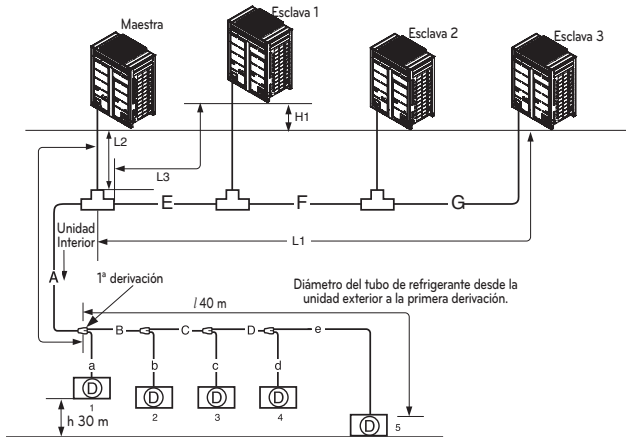 Maestra
Esclava 1
Esclava 2
Esclava 3
H1
L2
L3
E
F
G
L1
Unidad
Interior
A
1ª derivación
Diámetro del tubo de refrigerante desde la
unidad exterior a la primera derivación.
l 40 m
B
C
D
e
a
b
c
d
D
D
D
D
D
1
2
3
4
5
h 30 m